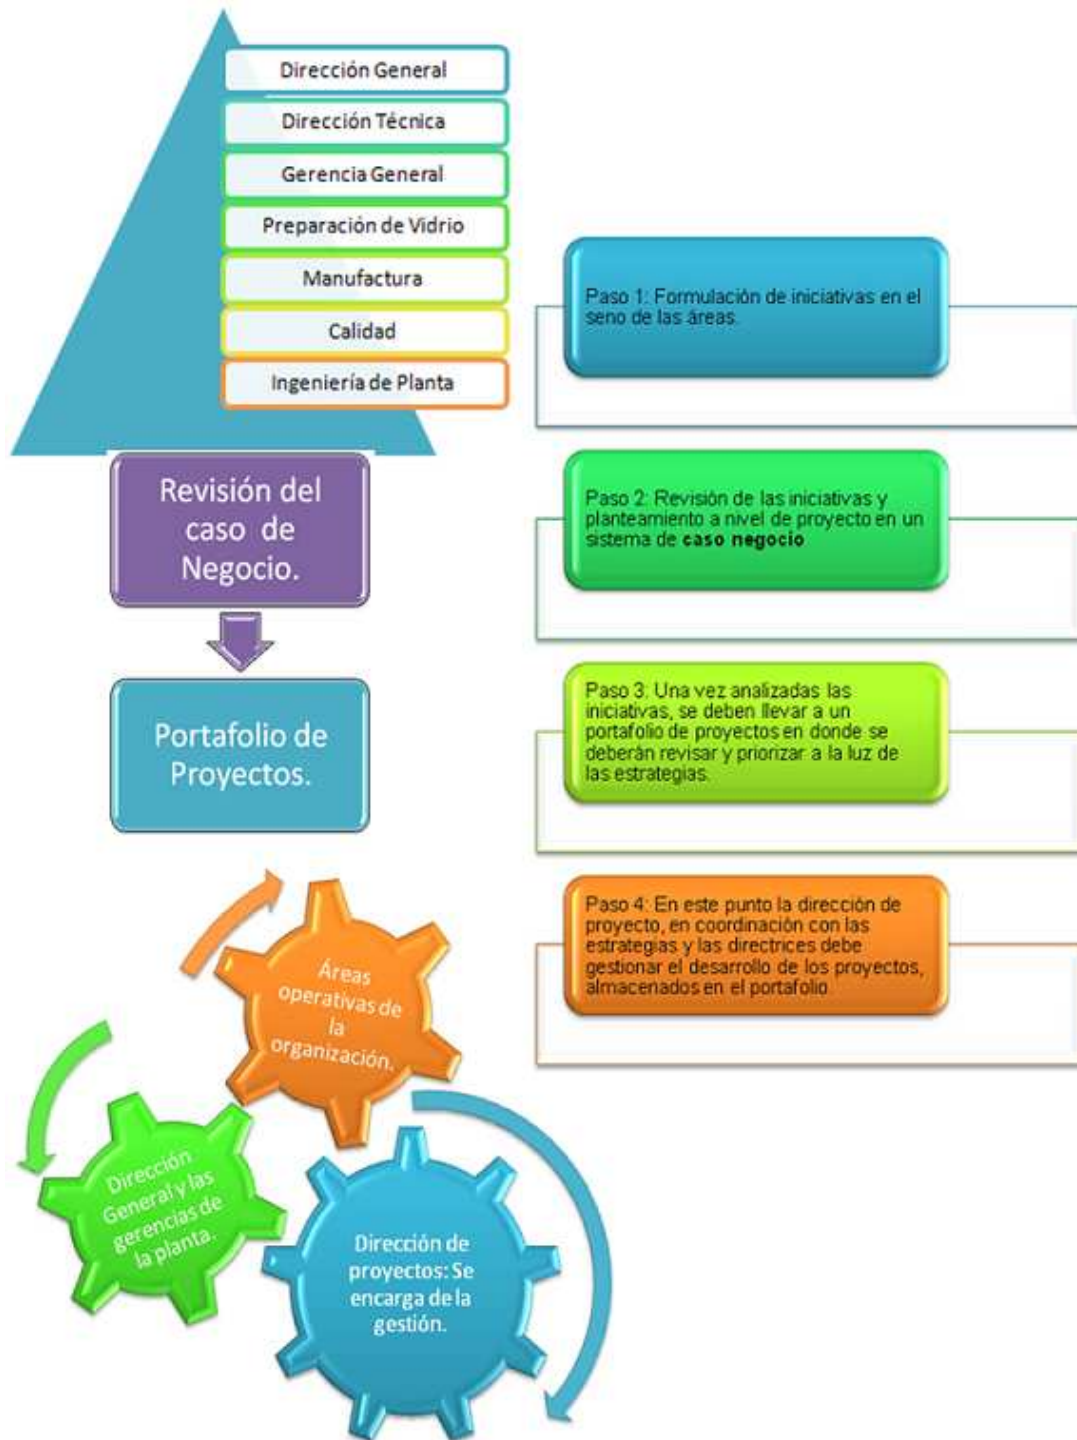 Dirección General
Dirección Técnica
Gerencia General
Preparación de Vidrio
Manufactura
Calidad
Ingeniería de Planta
Revisión del
caso de
Negocio.
Portafolio de
Proyectos.
Paso 1: Formulación de iniciativas en el
seno de las áreas.
Paso 2: Revisión de las iniciativas y
planteamiento a nivel de proyecto en un
sistema de caso negocio
Paso 3: Una vez analizadas las
iniciativas, se deben llevar a un
portafolio de proyectos en donde se
deberán revisar y priorizar a la luz de
las estrategias.
Paso 4: En este punto la dirección de
proyecto, en coordinación con las
estrategias y las directrices debe
gestionar el desarrollo de los proyectos,
almacenados en el portafolio
Áreas
operativas de
la
organización.
Dirección
General y las
gerencias de
la planta.
Dirección de
proyectos: Se
encarga de la
gestión.